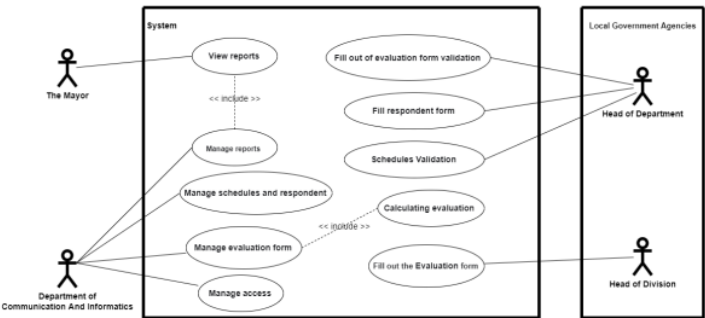 System
Local Government Agencies
View reports
Fill out of evaluation form validation
The Mayor
<< include >>
Fill respondent form
Head of Department
Manage reports
Schedules Validation
Manage schedules and respondent
Calculating evaluation
<< include >>
Manage evaluation form
Fill out the Evaluation form
Head of Division
Manage access
Department of
Communication And Informatics